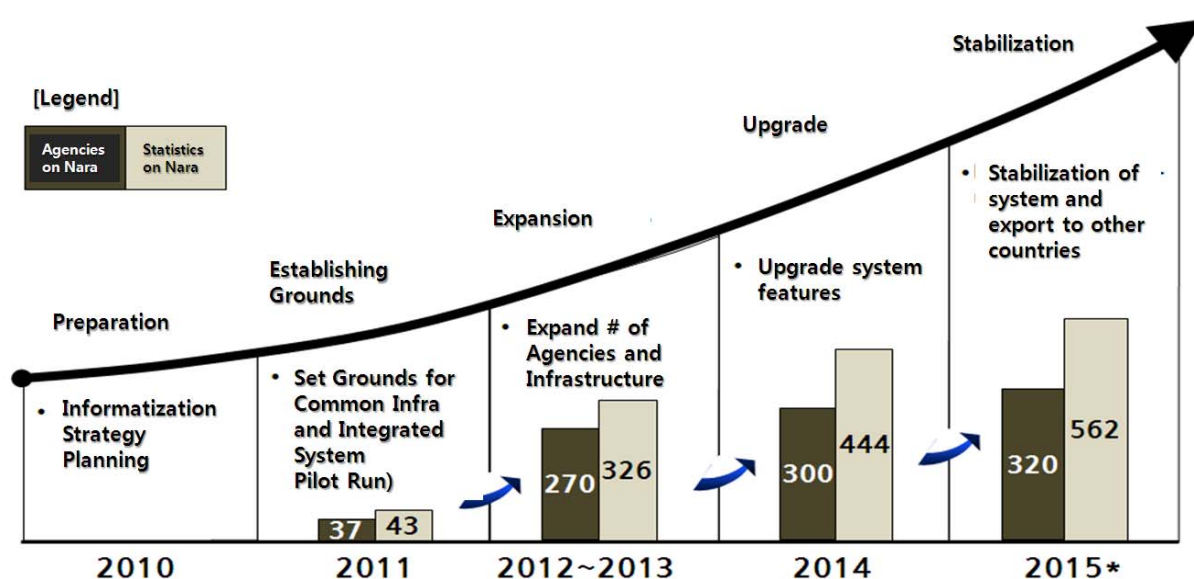 [Legend]
Agencies
on Nara
Statistics
on Nara
Preparation
Establishing
Grounds
Expansion
Upgrade
Stabilization
• Informatization
Strategy
Planning
• Set Grounds for
Common Infra
and Integrated
System
Pilot Run)
• Expand # of
Agencies and
Infrastructure
• Upgrade system
features
• Stabilization of
system and
export to other
countries
37
43
270
326
300
444
320
562
2010
2011
2012~2013
2014
2015*